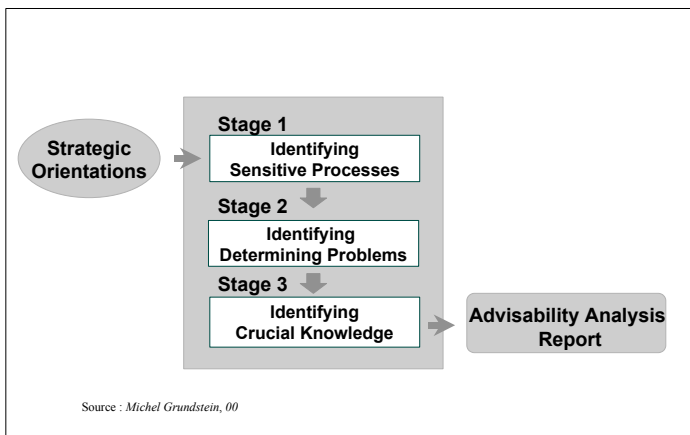 Strategic
Orientations
Stage 1
Identifying
Sensitive Processes
Stage 2
Identifying
Determining Problems
Stage 3
Identifying
Crucial Knowledge
Advisability Analysis
Report
Source : Michel Grundstein, 00